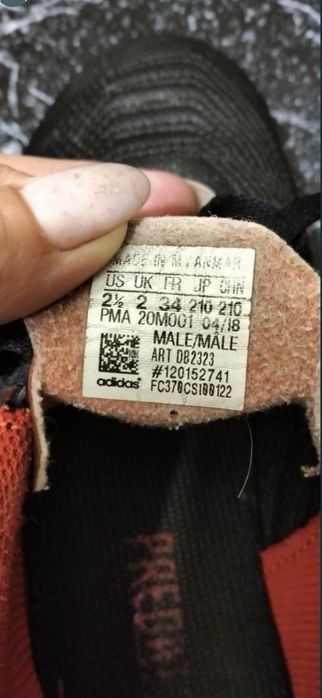 MADE IN MYANMAR
US UK FR JP CHN
2½ 2 34 210 210
PMA 20M001 04/18
MALE/MALE
ART DB2323
#120152741
adidas
FC378CSI00122